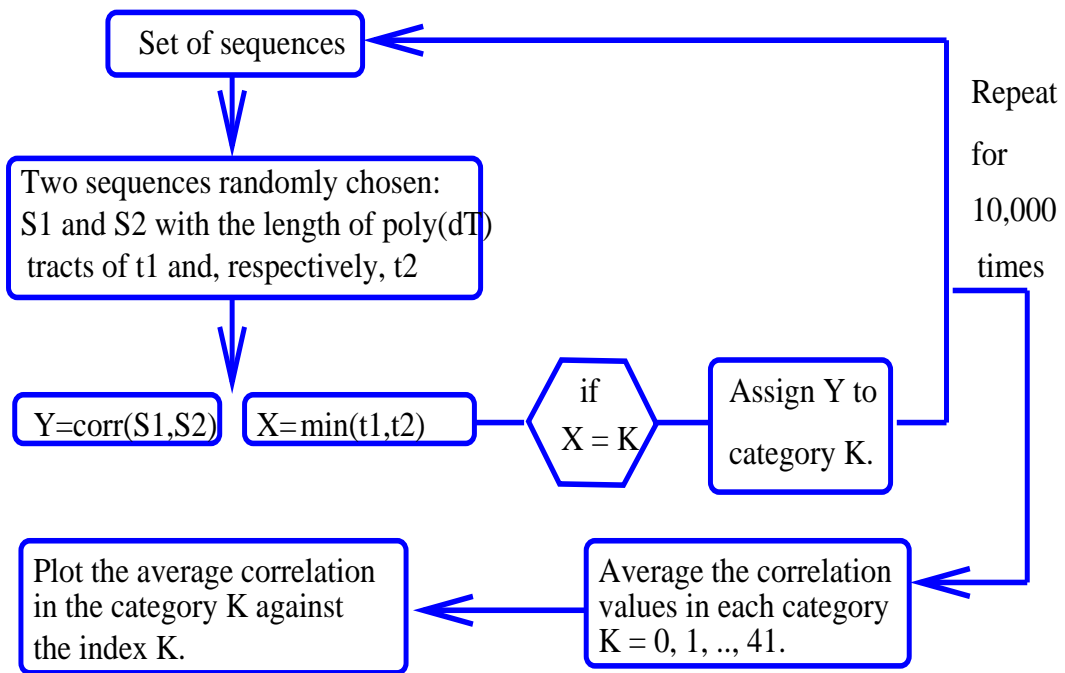 Set of sequences
Repeat
for
10,000
times
Two sequences randomly chosen:
S1 and S2 with the length of poly(dT)
tracts of t1 and, respectively, t2
Y=corr(S1,S2)
X=min(t1,t2)
if
X = K
Assign Y to
category K.
Plot the average correlation
in the category K against
the index K.
Average the correlation
values in each category
K = 0, 1, .., 41.